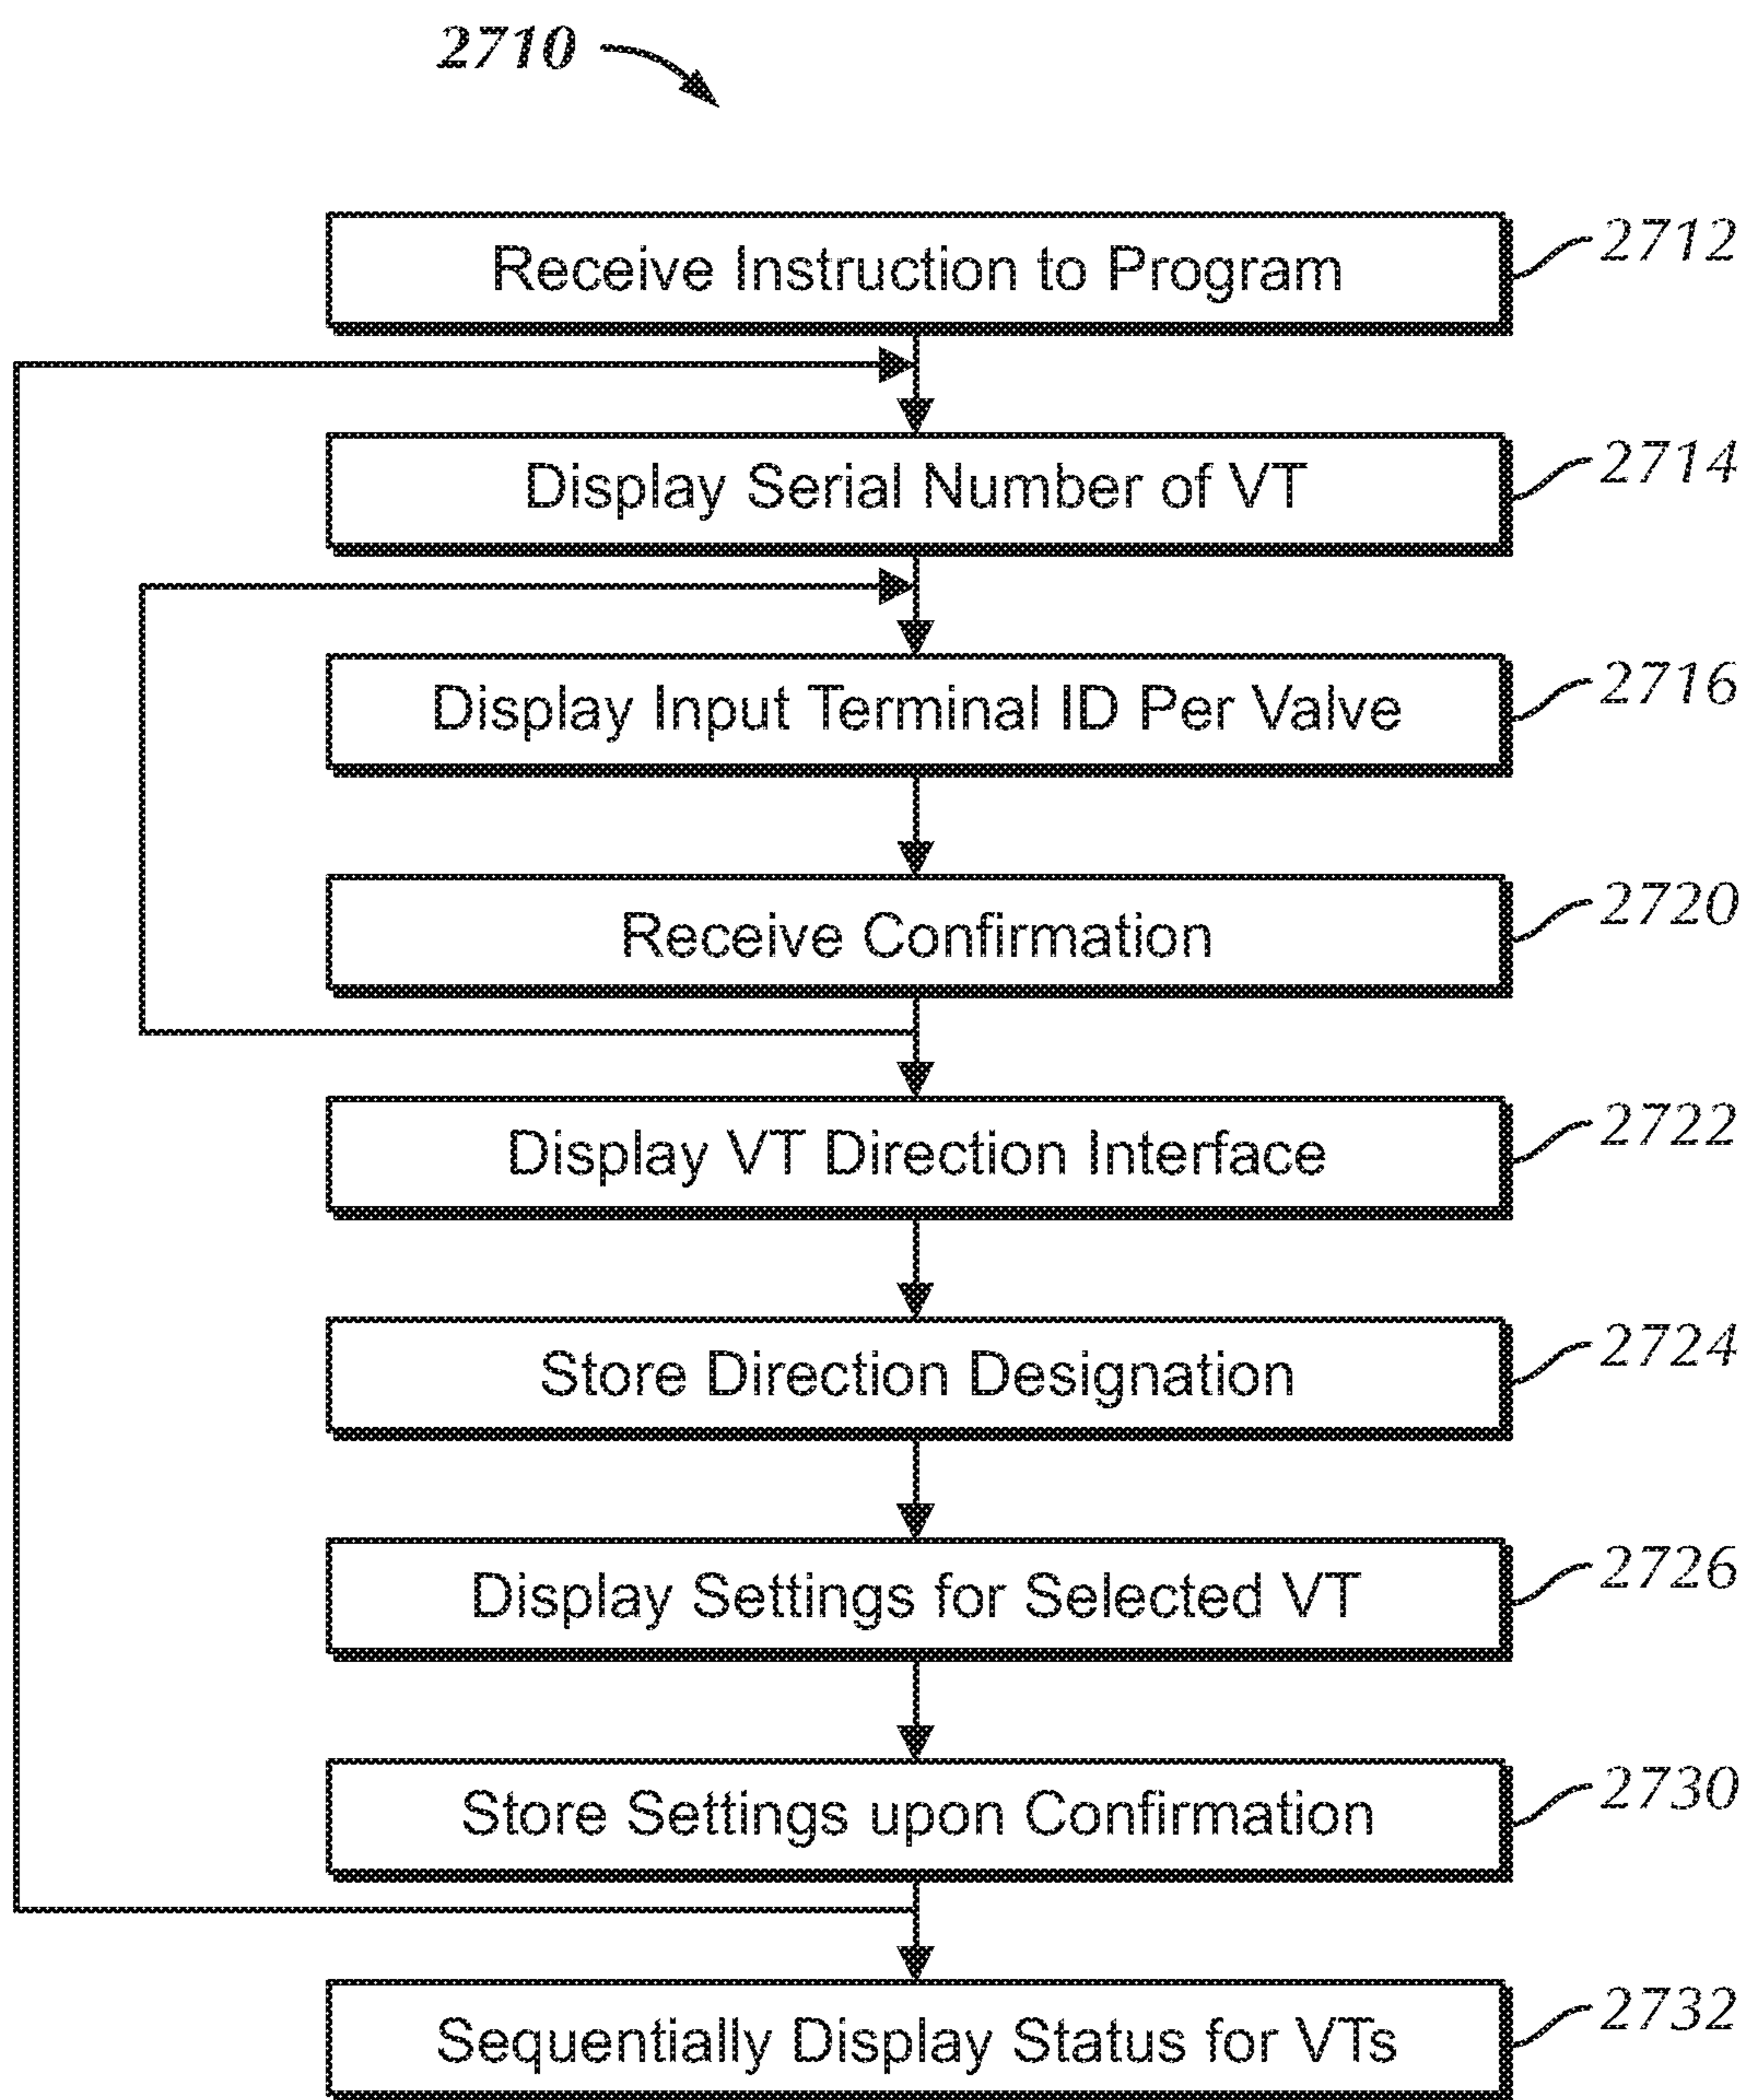 2710
Receive Instruction to Program 2712
Display Serial Number of VT 2714
Display Input Terminal ID Per Valve 2716
Receive Confirmation 2720
Display VT Direction Interface 2722
Store Direction Designation 2724
Display Settings for Selected VT 2726
Store Settings upon Confirmation 2730
Sequentially Display Status for VTs 2732